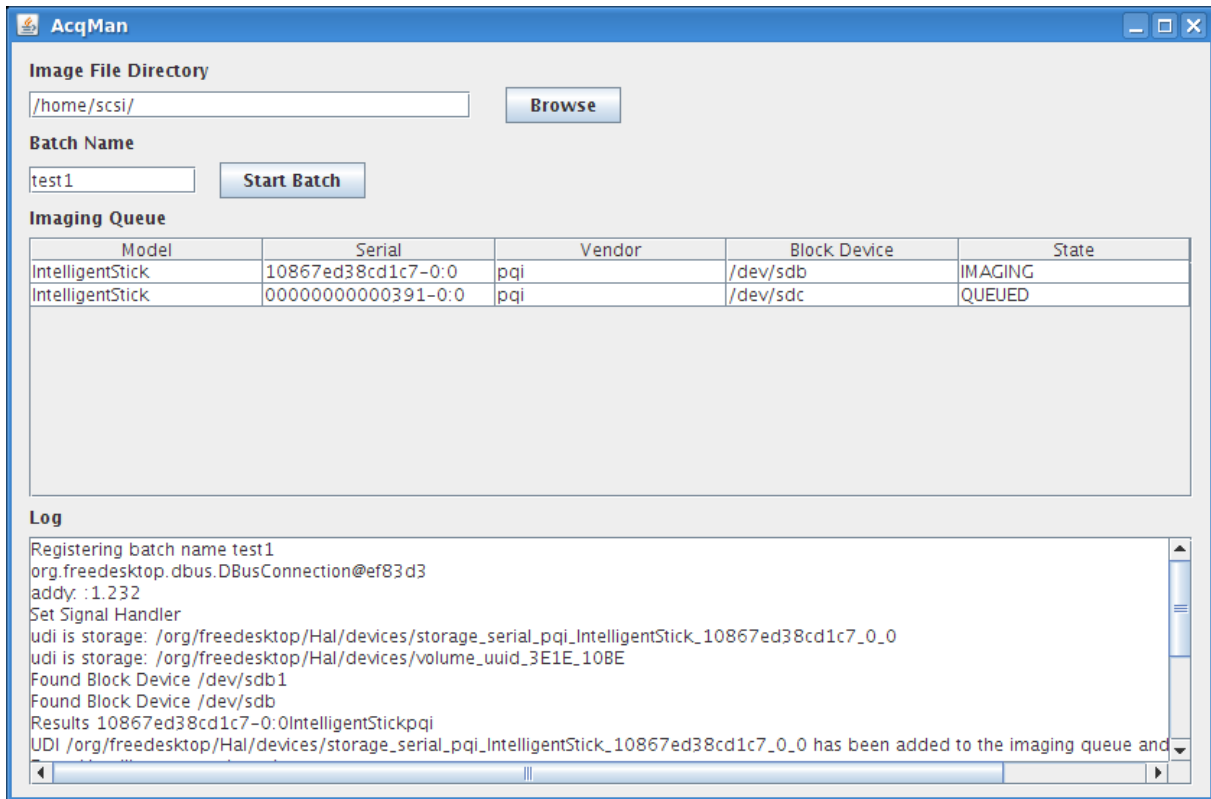 AcqMan
Image File Directory
/home/scsi/ Browse
Batch Name
test1 Start Batch
Imaging Queue
Model Serial Vendor Block Device State
IntelligentStick 10867ed38cd1c7-0:0 pqi /dev/sdb IMAGING
IntelligentStick 00000000000391-0:0 pqi /dev/sdc QUEUED
Log
Registering batch name test1
org.freedesktop.dbus.DBusConnection@ef83d3
addy: :1.232
Set Signal Handler
udi is storage: /org/freedesktop/Hal/devices/storage_serial_pqi_IntelligentStick_10867ed38cd1c7_0_0
udi is storage: /org/freedesktop/Hal/devices/volume_uuid_3E1E_10BE
Found Block Device /dev/sdb1
Found Block Device /dev/sdb
Results 10867ed38cd1c7-0:0IntelligentStickpqi
UDI /org/freedesktop/Hal/devices/storage_serial_pqi_IntelligentStick_10867ed38cd1c7_0_0 has been added to the imaging queue and